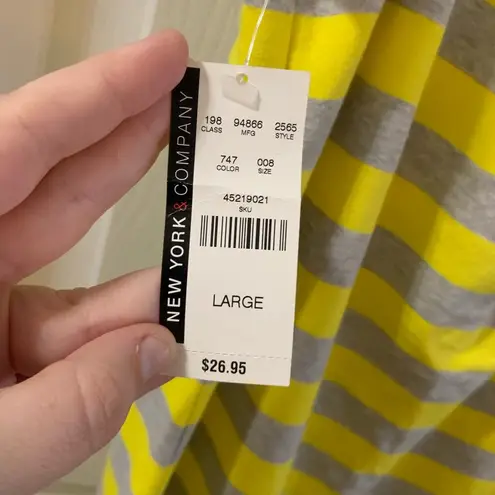 NEW YORK & COMPANY
198 94866 2565
CLASS MFG STYLE
747 008
COLOR SIZE
45219021
SKU
LARGE
$26.95